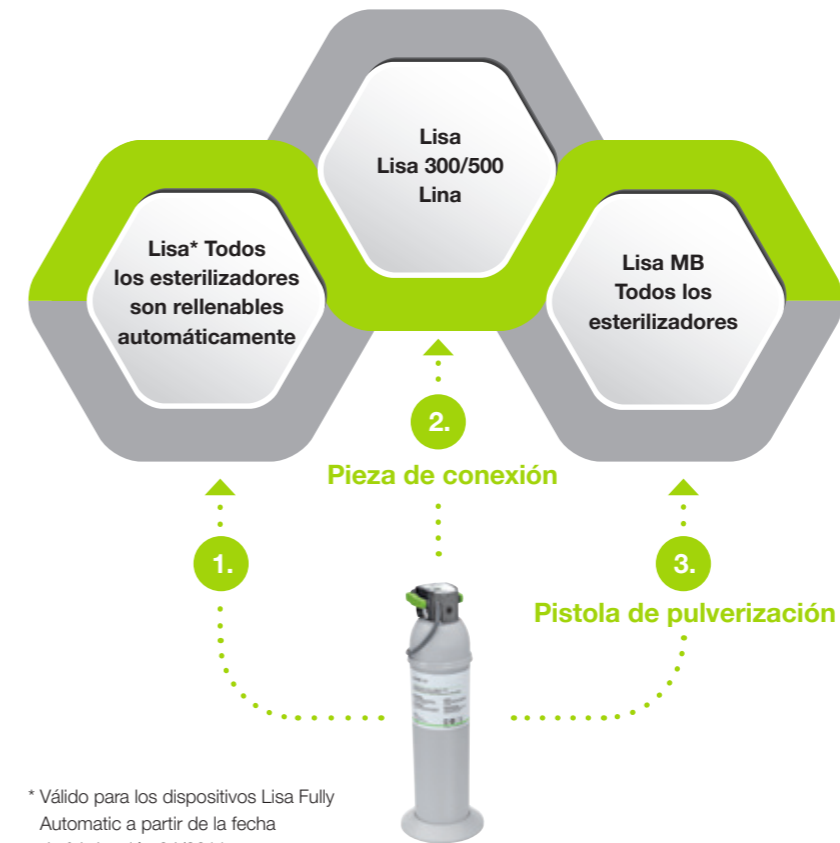 Lisa
Lisa 300/500
Lina
Lisa* Todos
los esterilizadores
son rellenables
automáticamente
Lisa MB
Todos los
esterilizadores
2.
Pieza de conexión
1.
3.
Pistola de pulverización
* Válido para los dispositivos Lisa Fully
Automatic a partir de la fecha